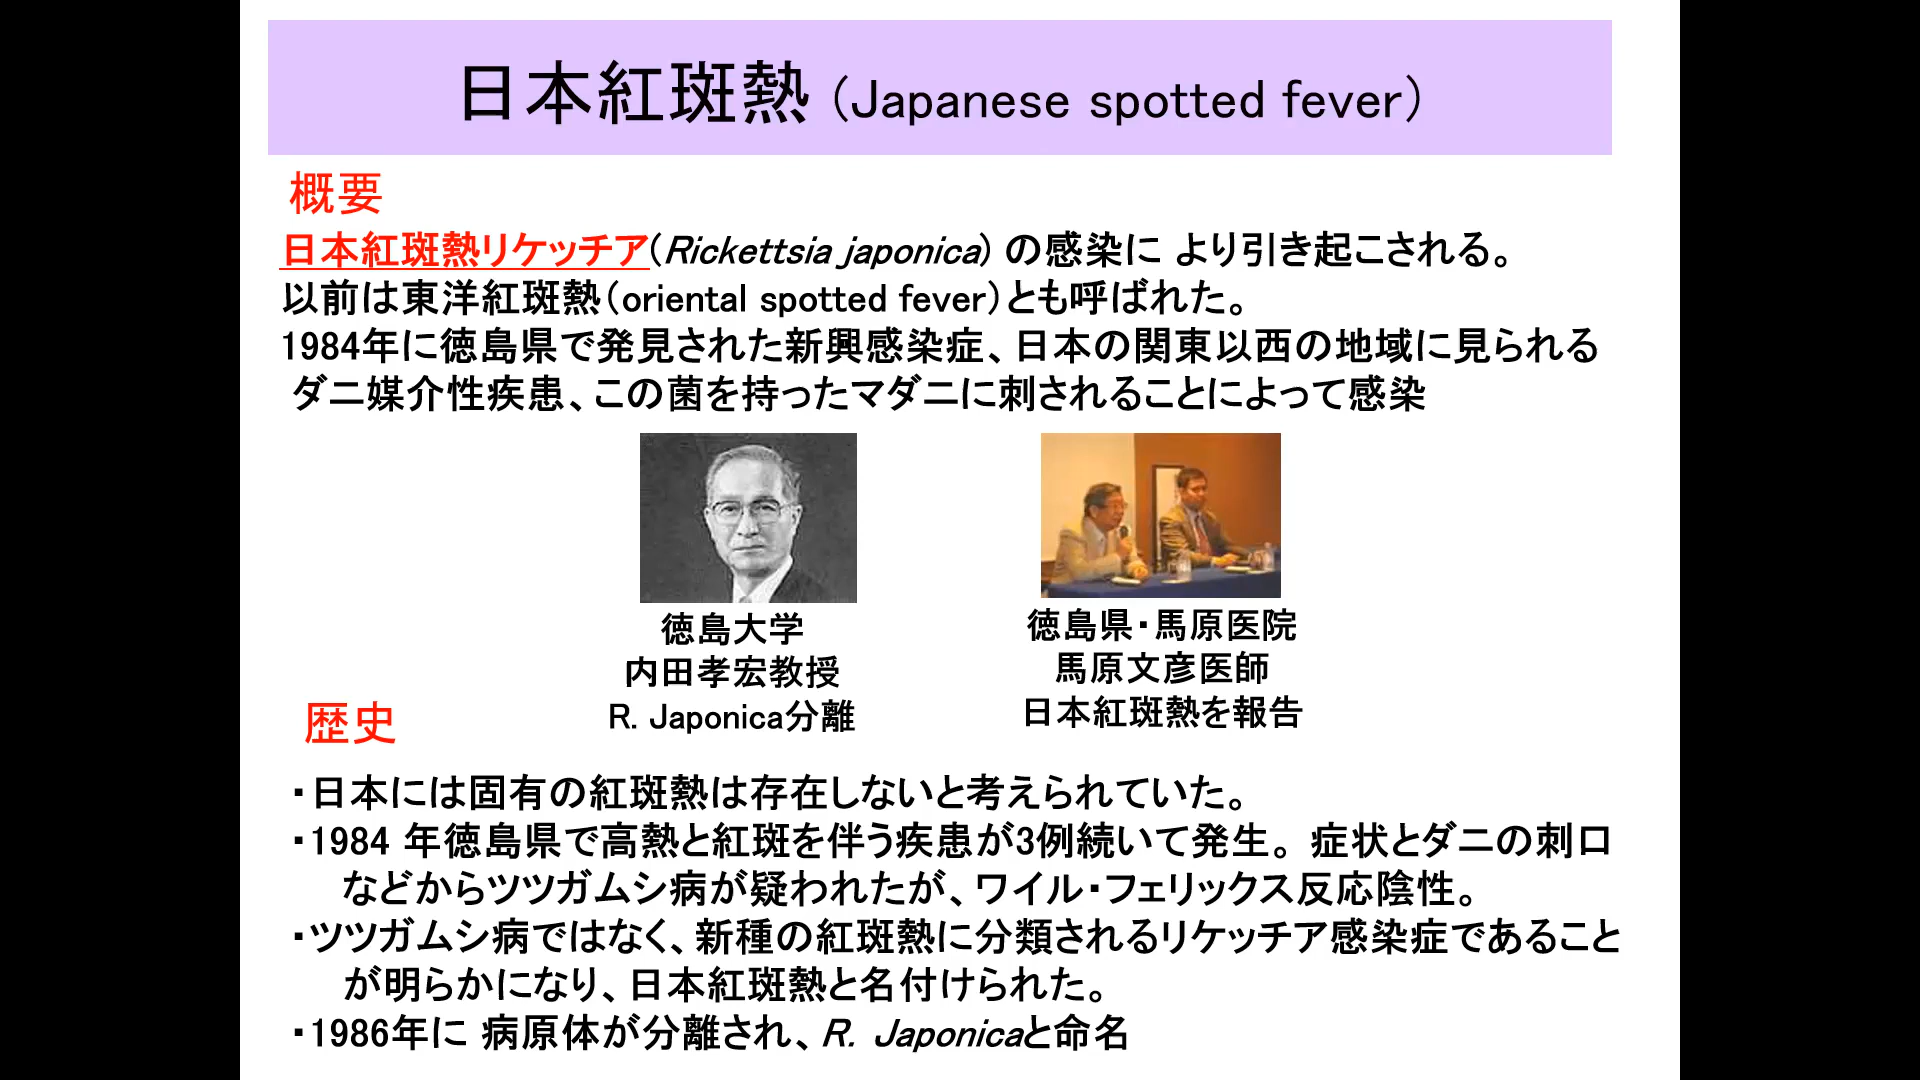 日本紅斑熱 (Japanese spotted fever)
概要
日本紅斑熱リケッチア(Rickettsia japonica) の感染に より引き起こされる。
以前は東洋紅斑熱(oriental spotted fever)とも呼ばれた。
1984年に徳島県で発見された新興感染症、日本の関東以西の地域に見られる
ダニ媒介性疾患、この菌を持ったマダニに刺されることによって感染
徳島大学
内田孝宏教授
R. Japonica分離
徳島県・馬原医院
馬原文彦医師
日本紅斑熱を報告
歴史
・日本には固有の紅斑熱は存在しないと考えられていた。
・1984 年徳島県で高熱と紅斑を伴う疾患が3例続いて発生。症状とダニの刺口
などからツツガムシ病が疑われたが、ワイル・フェリックス反応陰性。
・ツツガムシ病ではなく、新種の紅斑熱に分類されるリケッチア感染症であること
が明らかになり、日本紅斑熱と名付けられた。
・1986年に 病原体が分離され、R. Japonicaと命名